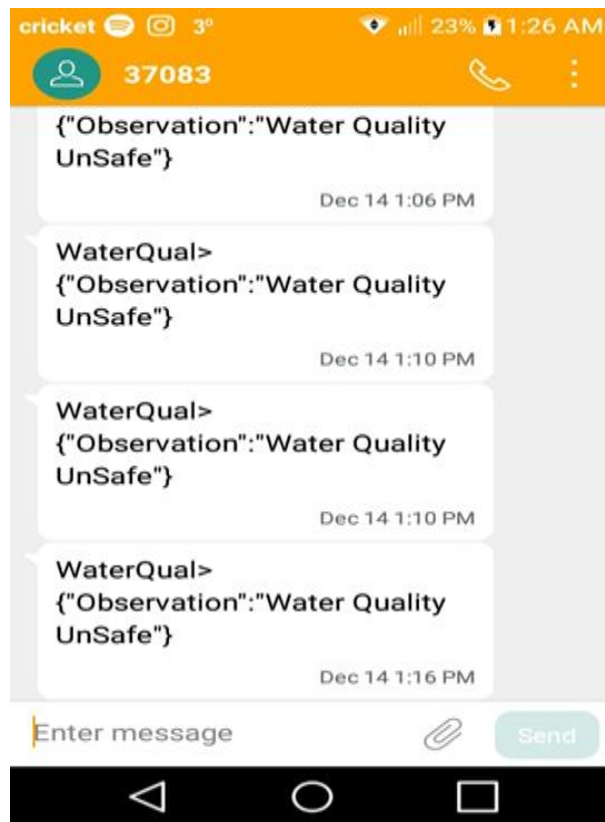 cricket 3° 23% 1:26 AM
37083
{"Observation":"Water Quality
UnSafe"}
Dec 14 1:06 PM
WaterQual>
{"Observation":"Water Quality
UnSafe"}
Dec 14 1:10 PM
WaterQual>
{"Observation":"Water Quality
UnSafe"}
Dec 14 1:10 PM
WaterQual>
{"Observation":"Water Quality
UnSafe"}
Dec 14 1:16 PM
Enter message Send